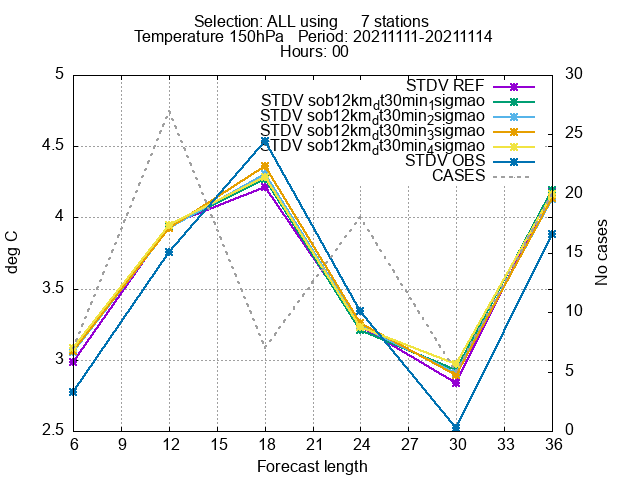 Selection: ALL using 7 stations
Temperature 150hPa Period: 20211111-20211114
Hours: 00
5
4.5
4
3.5
3
2.5
30
25
20
15
10
5
0
STDV REF
STDV sob12km_dt30min_1sigmao
STDV sob12km_dt30min_2sigmao
STDV sob12km_dt30min_3sigmao
STDV sob12km_dt30min_4sigmao
STDV OBS
CASES
deg C
No cases
6 9 12 15 18 21 24 27 30 33 36
Forecast length